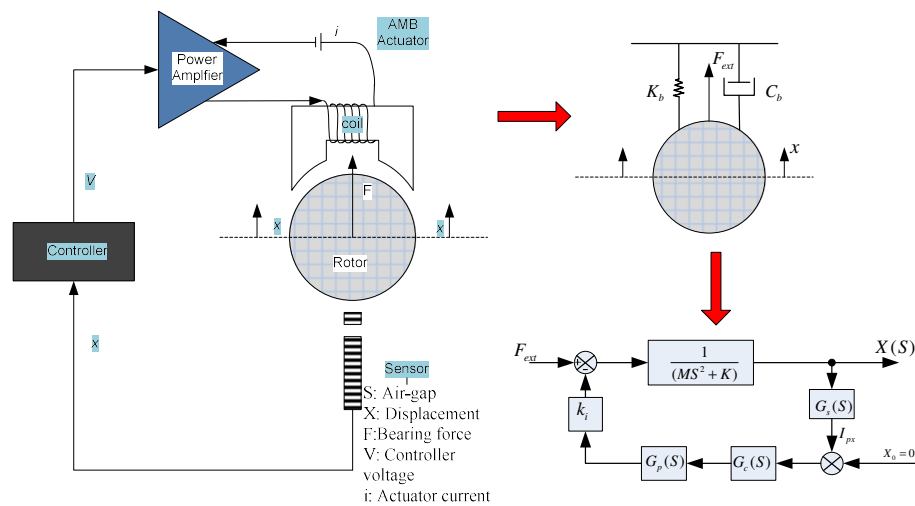 AMB
Actuator
i
Power
Amplfier
coil
V
F
x
x
Controller
Rotor
x
Sensor
S: Air-gap
X: Displacement
F:Bearing force
V: Controller
voltage
i: Actuator current
F_ext
K_b
C_b
x
F_ext
+
−
1
(MS² + K)
X(S)
k_i
G_s(S)
I_px
G_p(S)
G_c(S)
X_0 = 0